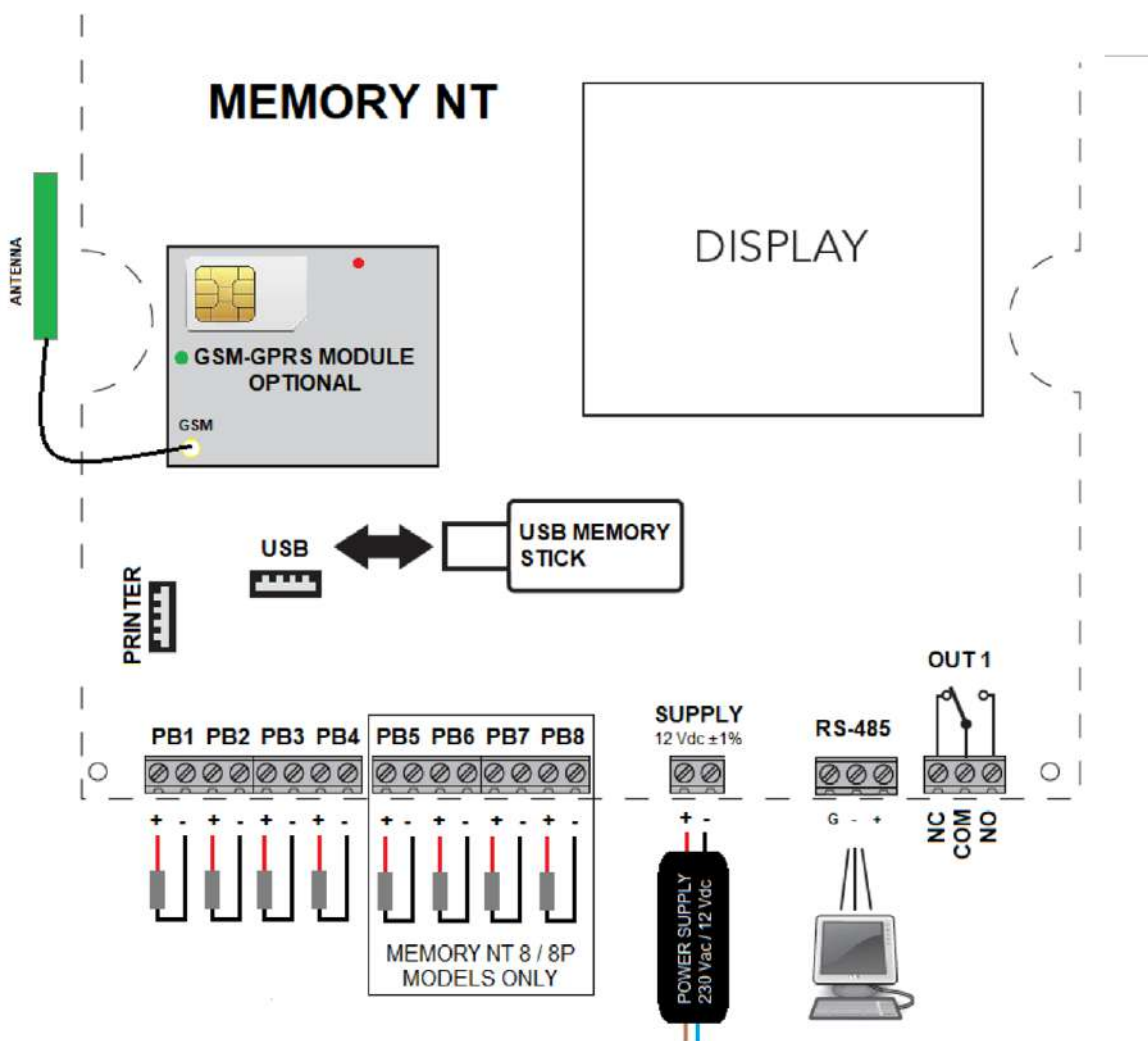 MEMORY NT
DISPLAY
ANTENNA
GSM-GPRS MODULE
OPTIONAL
GSM
USB
USB MEMORY
STICK
PRINTER
OUT 1
SUPPLY
12 Vdc ±1%
RS-485
PB1 PB2 PB3 PB4 PB5 PB6 PB7 PB8
+ - + - + - + - + - + - + - + - + - G - +
NC
COM
NO
POWER SUPPLY
230 Vac / 12 Vdc
MEMORY NT 8 / 8P
MODELS ONLY